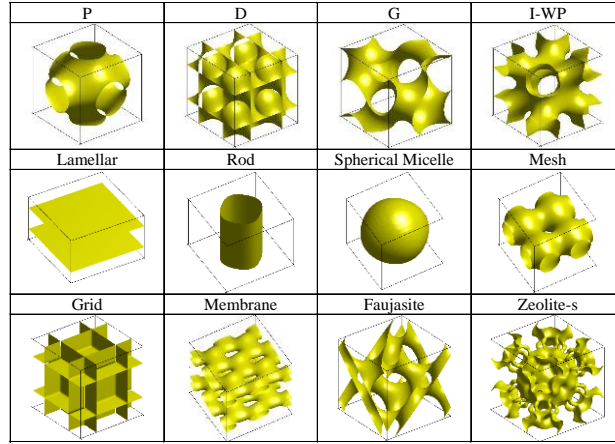 P D G I-WP
Lamellar Rod Spherical Micelle Mesh
Grid Membrane Faujasite Zeolite-s